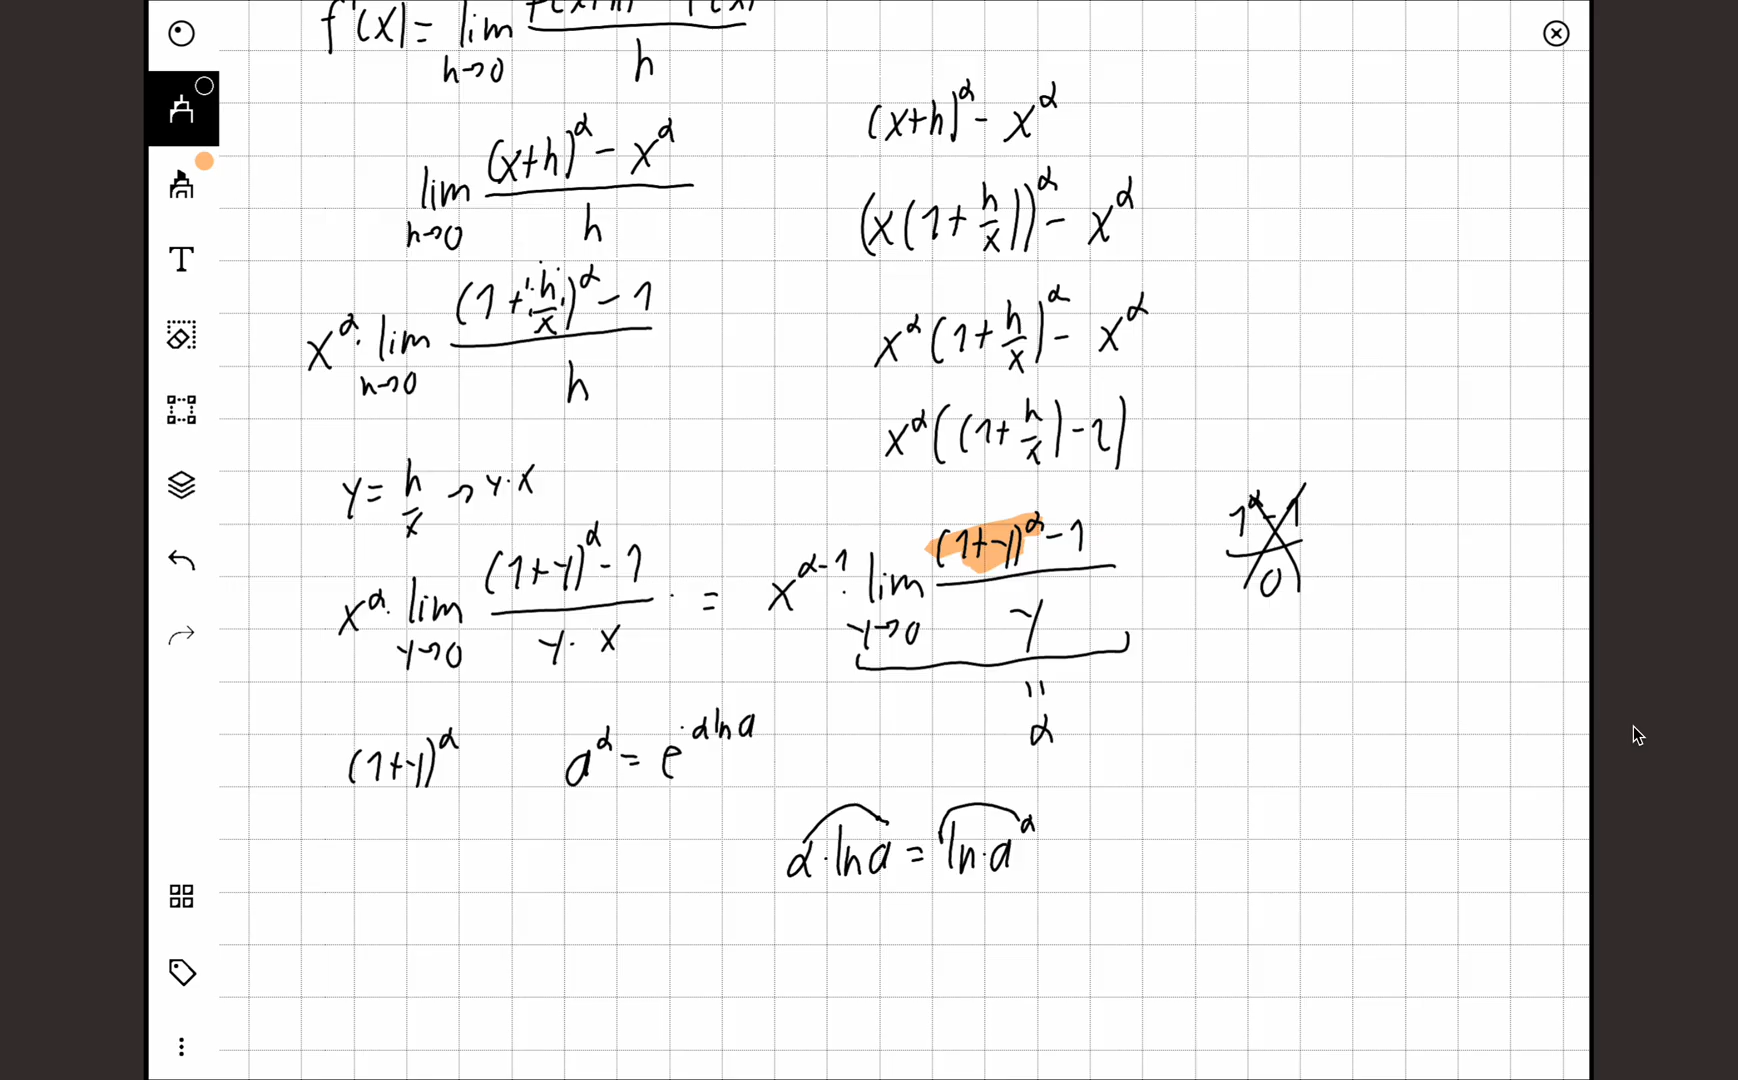 f'(x) = lim h→0 f(x+h) - f(x) / h
lim h→0 (x+h)^α - x^α / h
x^α · lim h→0 (1 + h/x)^α - 1 / h
y = h/x → y·x
x^α · lim y→0 (1+y)^α - 1 / y·x · = x^(α-1) · lim y→0 (1+y)^α - 1 / y
= α
(1+y)^α
a^α = e^(α ln a)
α · ln a = ln · a^α
(x+h)^α - x^α
(x(1 + h/x))^α - x^α
x^α (1 + h/x)^α - x^α
x^α ((1 + h/x) - 1)
1^α - 1 / 0
T